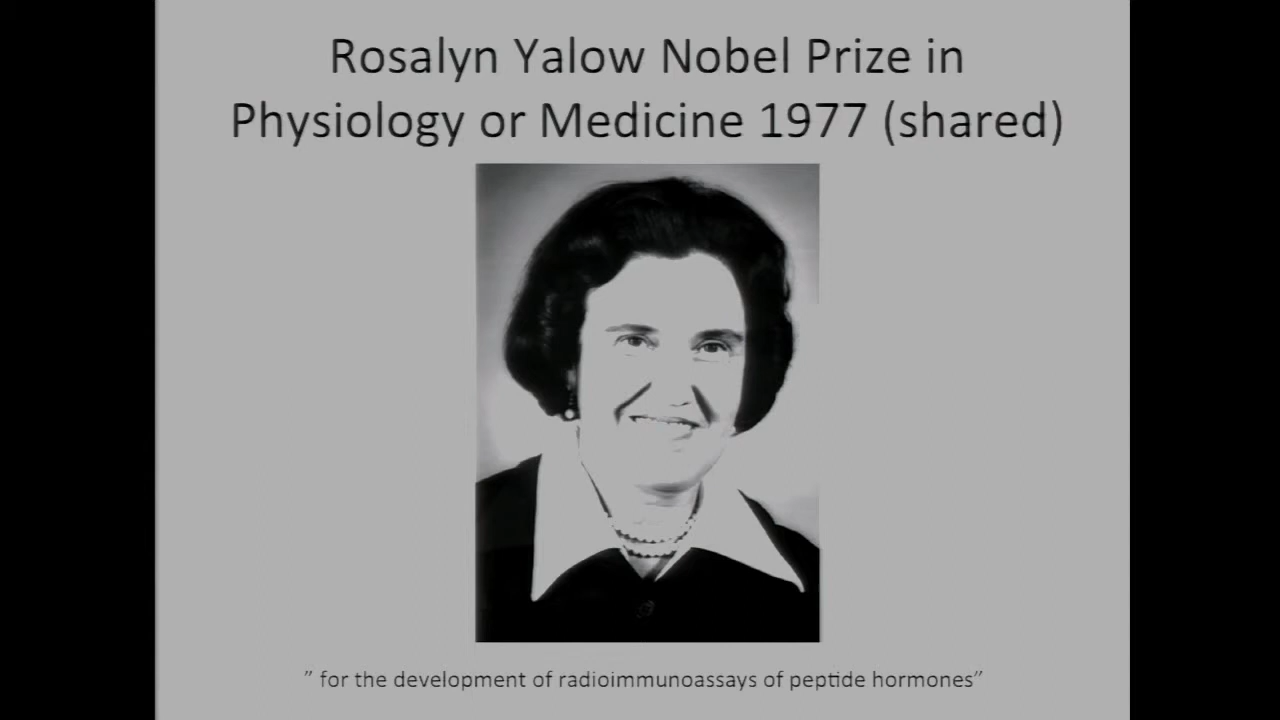 Rosalyn Yalow Nobel Prize in
Physiology or Medicine 1977 (shared)
” for the development of radioimmunoassays of peptide hormones”